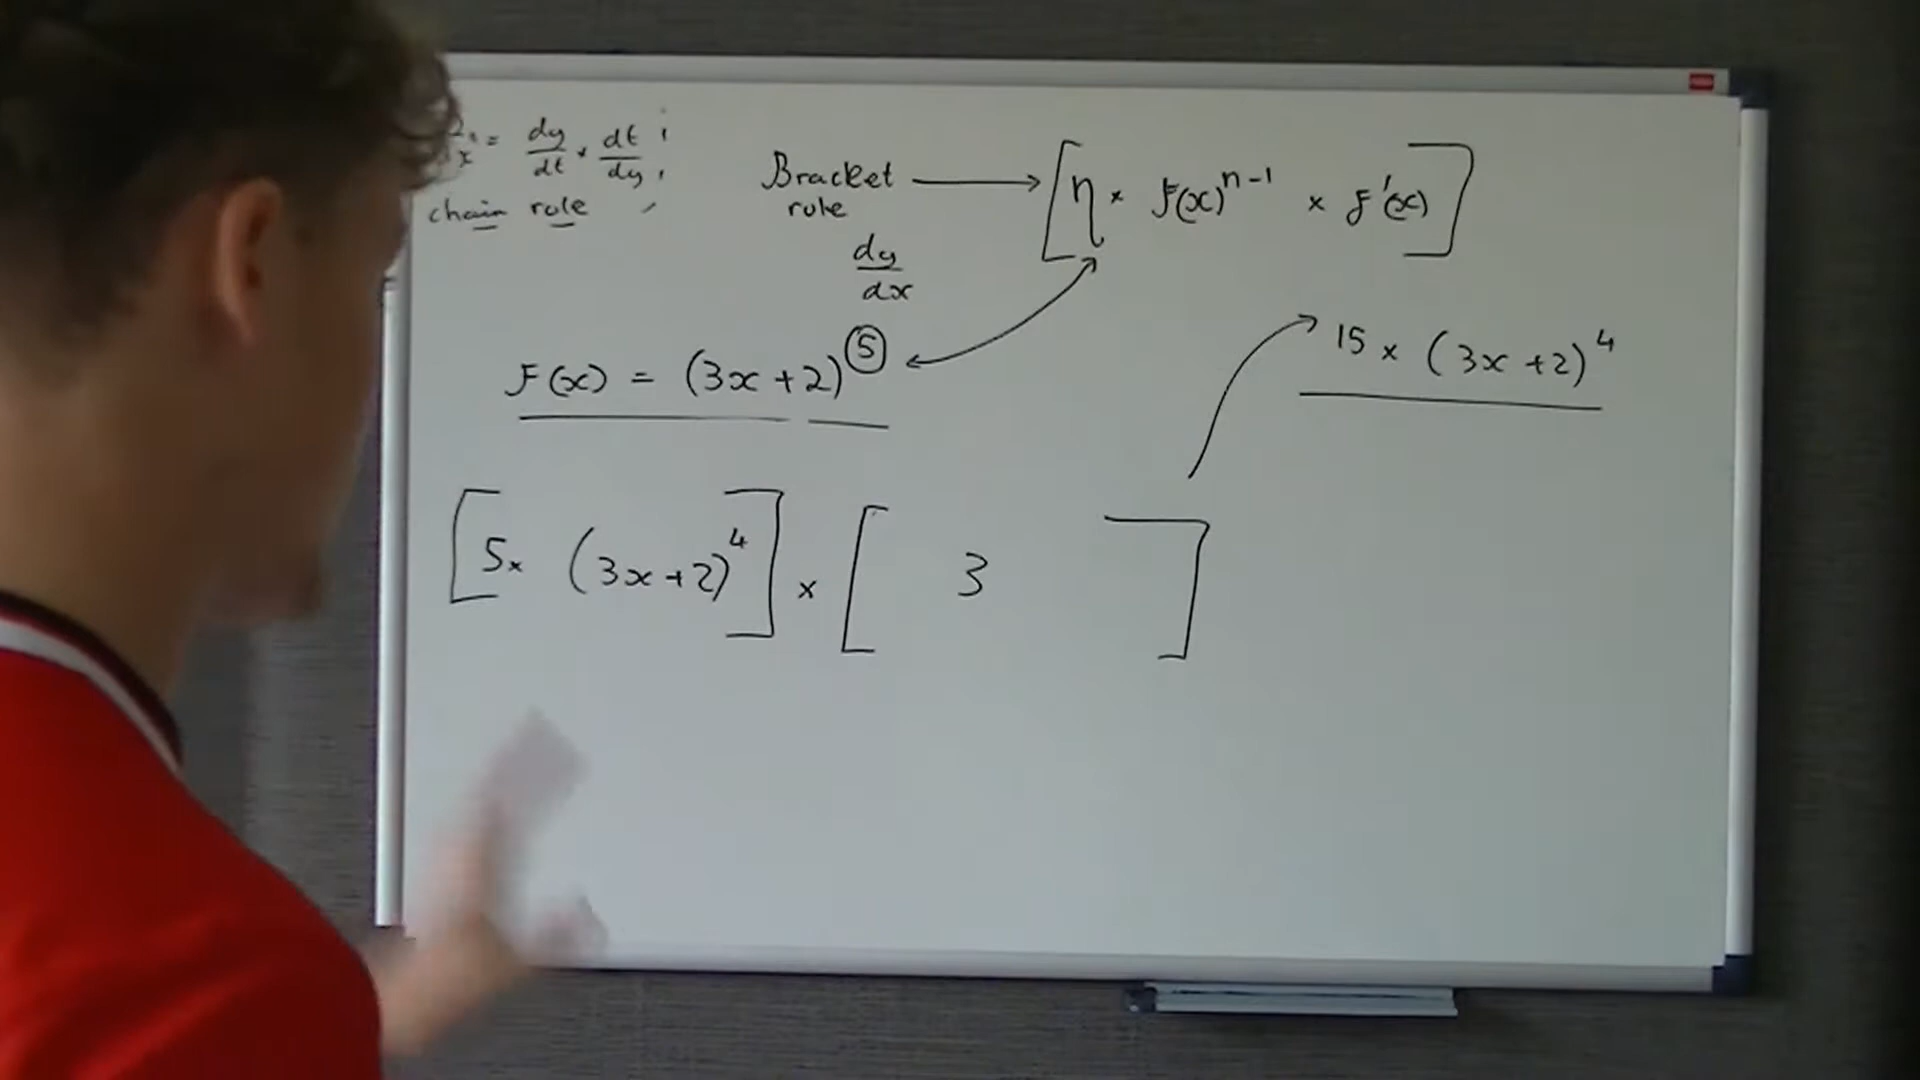 = dy/dt × dt/dy
chain rule
Bracket rule → [n × f(x)^{n-1} × f'(x)]
dy/dx
f(x) = (3x+2)^5
15 × (3x+2)^4
[5× (3x+2)^4] × [3]